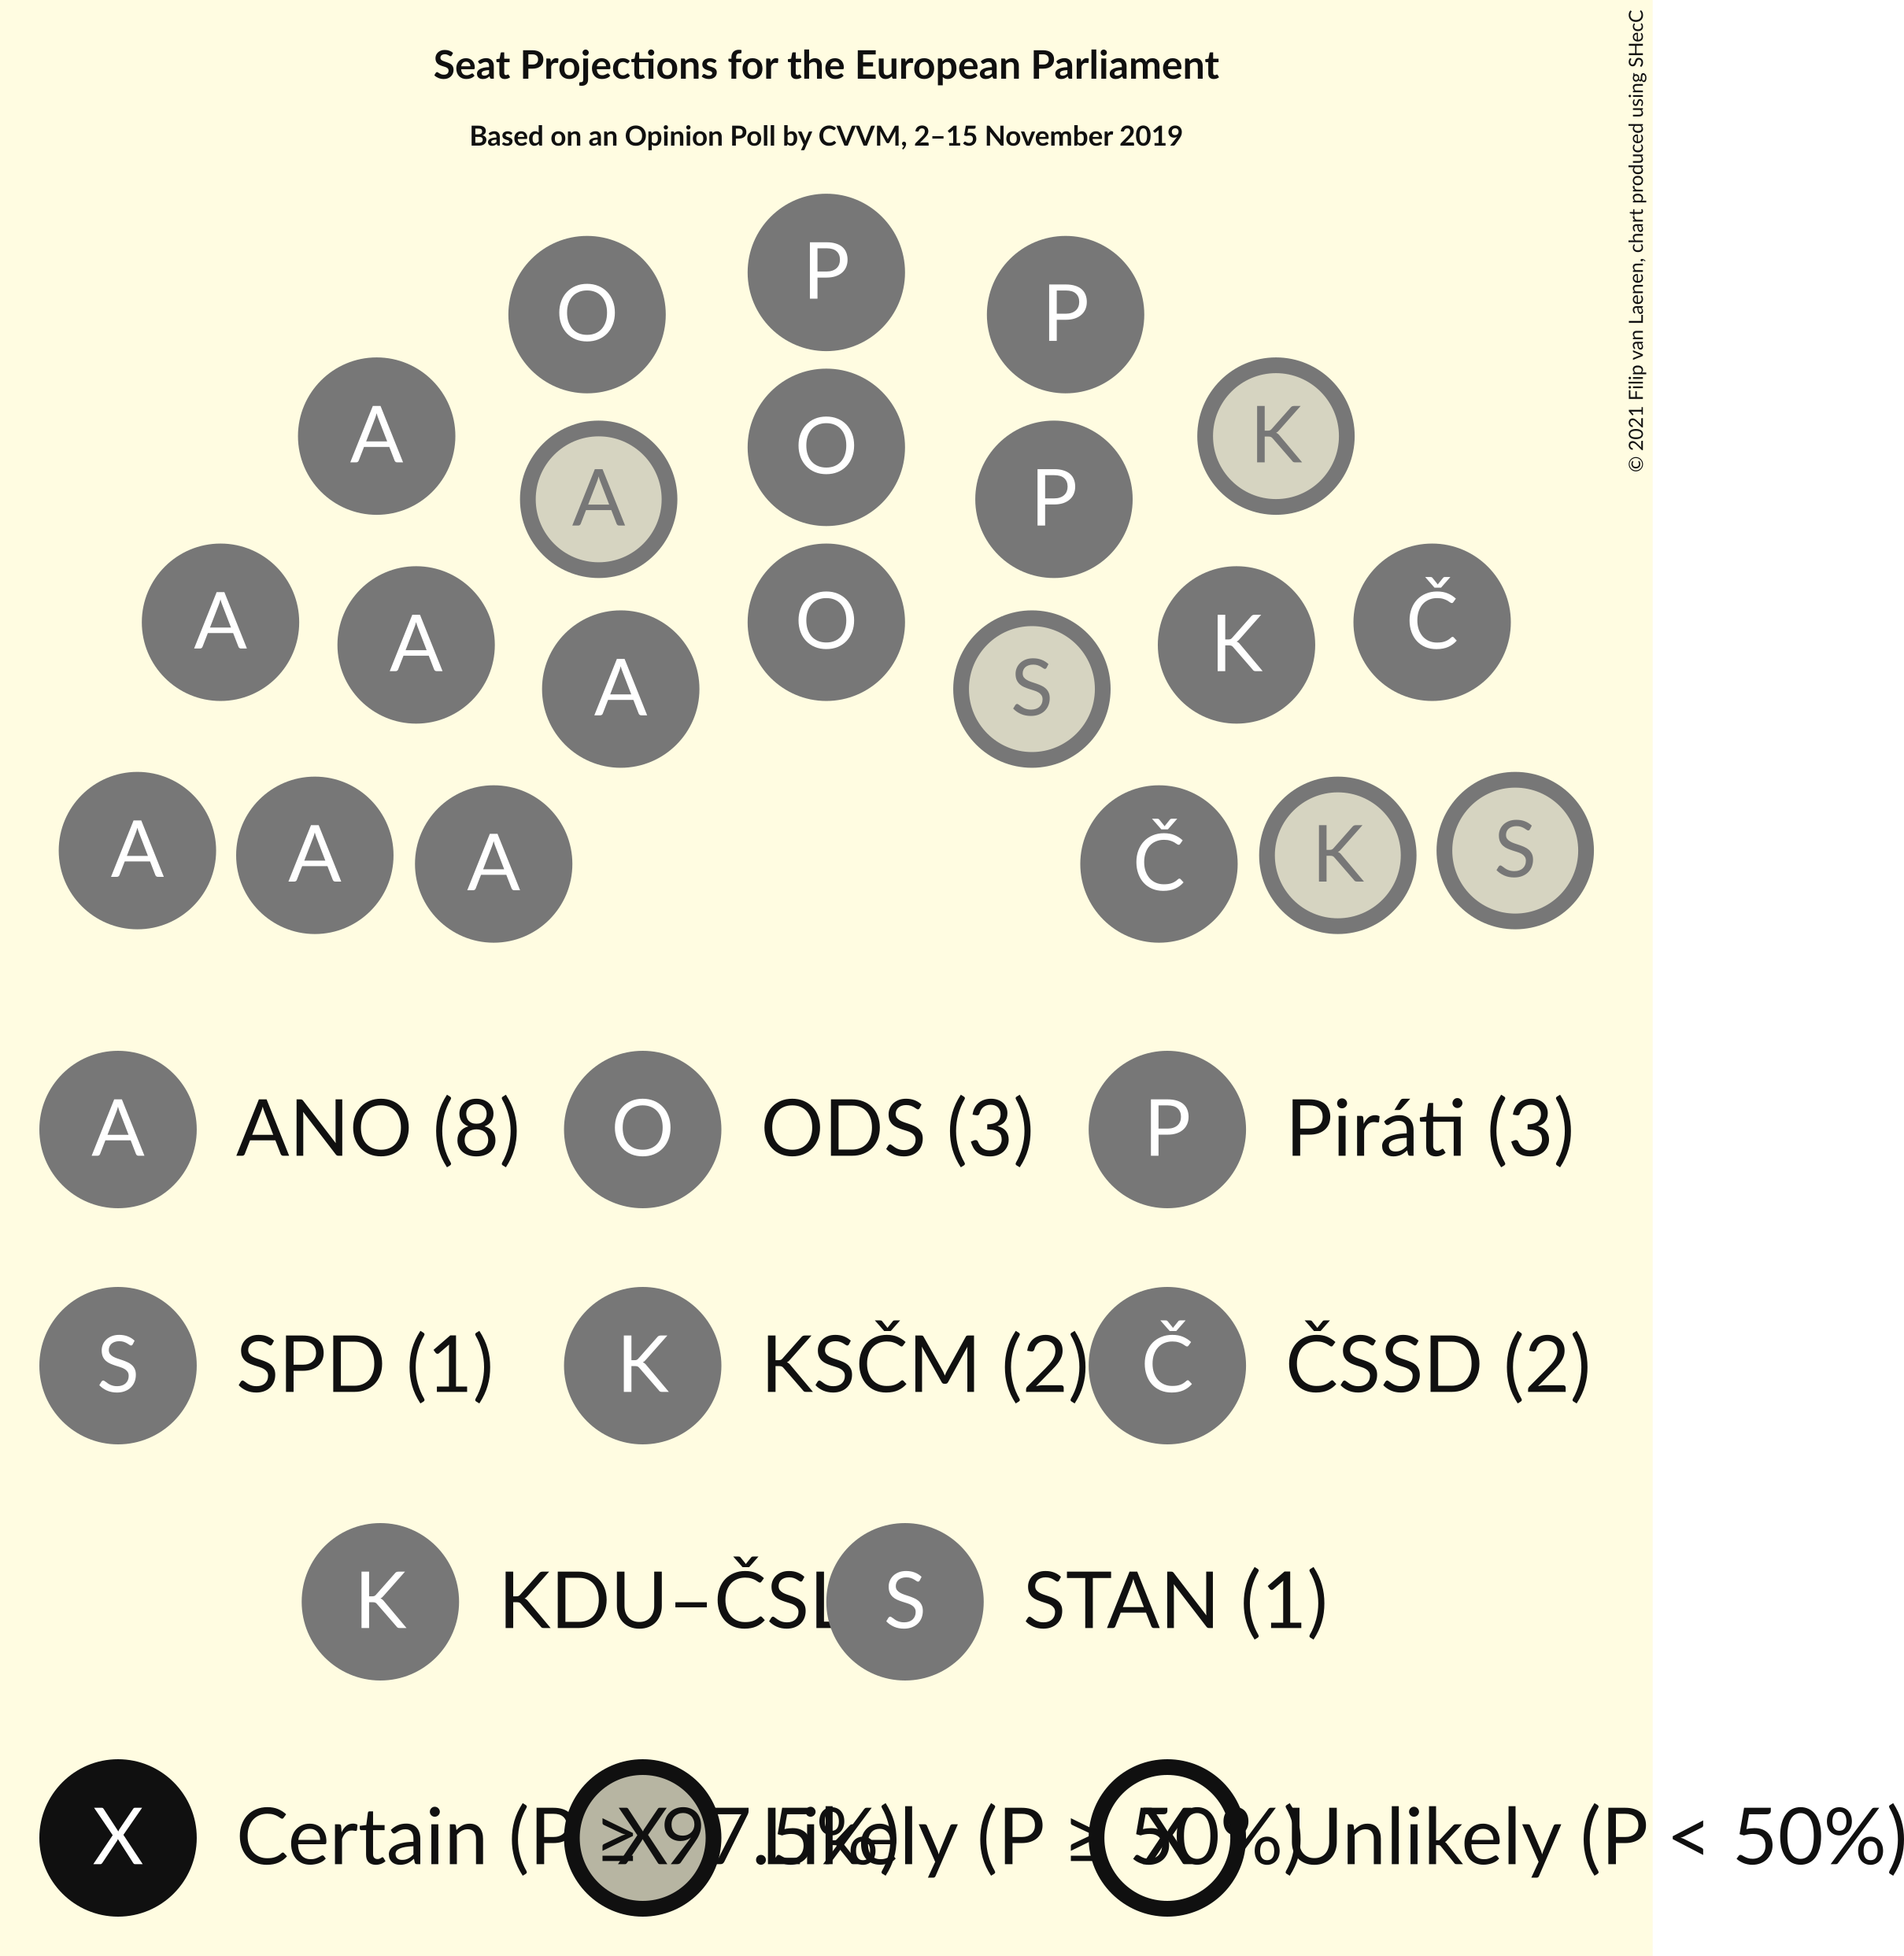 Seat Projections for the European Parliament
Based on an Opinion Poll by CVVM, 2–15 November 2019
© 2021 Filip van Laenen, chart produced using SHecC
P
O P
A K
O
A P
A O Č
A K
A S
A K S
A A Č
A ANO (8) O ODS (3) P Piráti (3)
S SPD (1) K KSČM (2) Č ČSSD (2)
K KDU–ČSL S STAN (1)
X Certain (P ≥ 97.5%) X Likely (P ≥ 50%) X Unlikely (P < 50%)